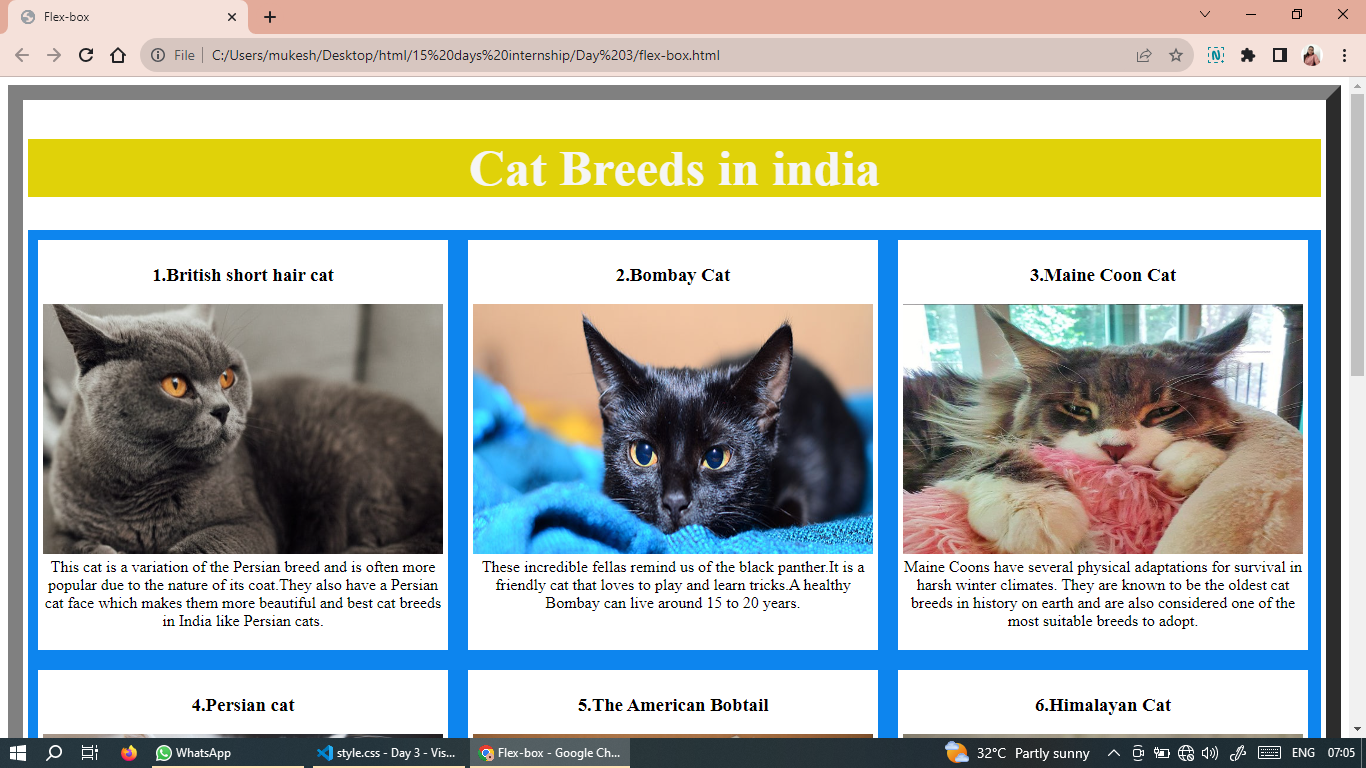 Flex-box
File
C:/Users/mukesh/Desktop/html/15%20days%20internship/Day%203/flex-box.html
Cat Breeds in india
1.British short hair cat
This cat is a variation of the Persian breed and is often more
popular due to the nature of its coat.They also have a Persian
cat face which makes them more beautiful and best cat breeds
in India like Persian cats.
2.Bombay Cat
These incredible fellas remind us of the black panther.It is a
friendly cat that loves to play and learn tricks.A healthy
Bombay can live around 15 to 20 years.
3.Maine Coon Cat
Maine Coons have several physical adaptations for survival in
harsh winter climates. They are known to be the oldest cat
breeds in history on earth and are also considered one of the
most suitable breeds to adopt.
4.Persian cat
5.The American Bobtail
6.Himalayan Cat
WhatsApp
style.css - Day 3 - Vis...
Flex-box - Google Ch...
32°C Partly sunny
ENG
07:05